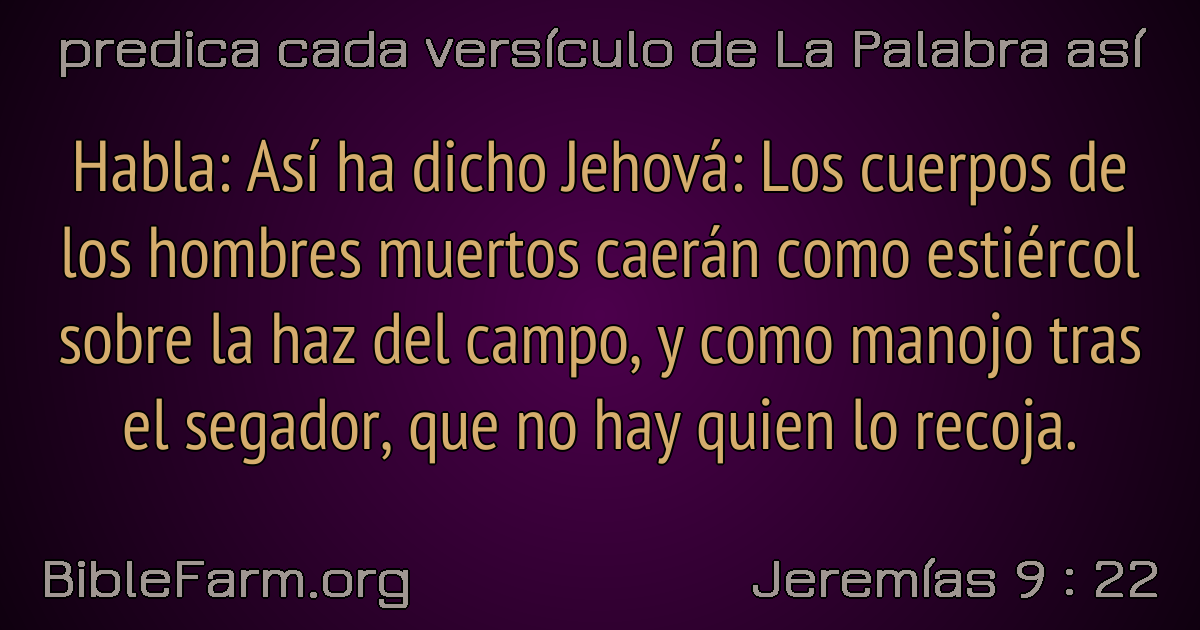 predica cada versículo de La Palabra así
Habla: Así ha dicho Jehová: Los cuerpos de
los hombres muertos caerán como estiércol
sobre la haz del campo, y como manojo tras
el segador, que no hay quien lo recoja.
BibleFarm.org
Jeremías 9 : 22